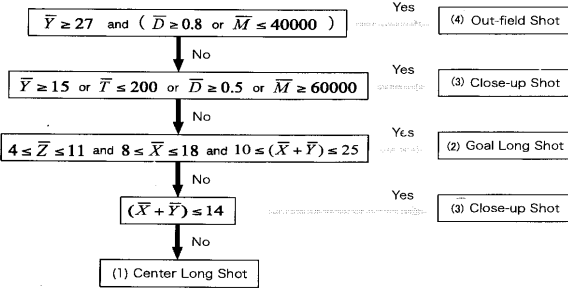 Y̅ ≥ 27 and ( D̅ ≥ 0.8 or M̅ ≤ 40000 )
Yes
(4) Out-field Shot
No
Y̅ ≥ 15 or T̅ ≤ 200 or D̅ ≥ 0.5 or M̅ ≥ 60000
Yes
(3) Close-up Shot
No
4 ≤ Z̅ ≤ 11 and 8 ≤ X̅ ≤ 18 and 10 ≤ (X̅ + Y̅) ≤ 25
Yes
(2) Goal Long Shot
No
(X̅ + Y̅) ≤ 14
Yes
(3) Close-up Shot
No
(1) Center Long Shot